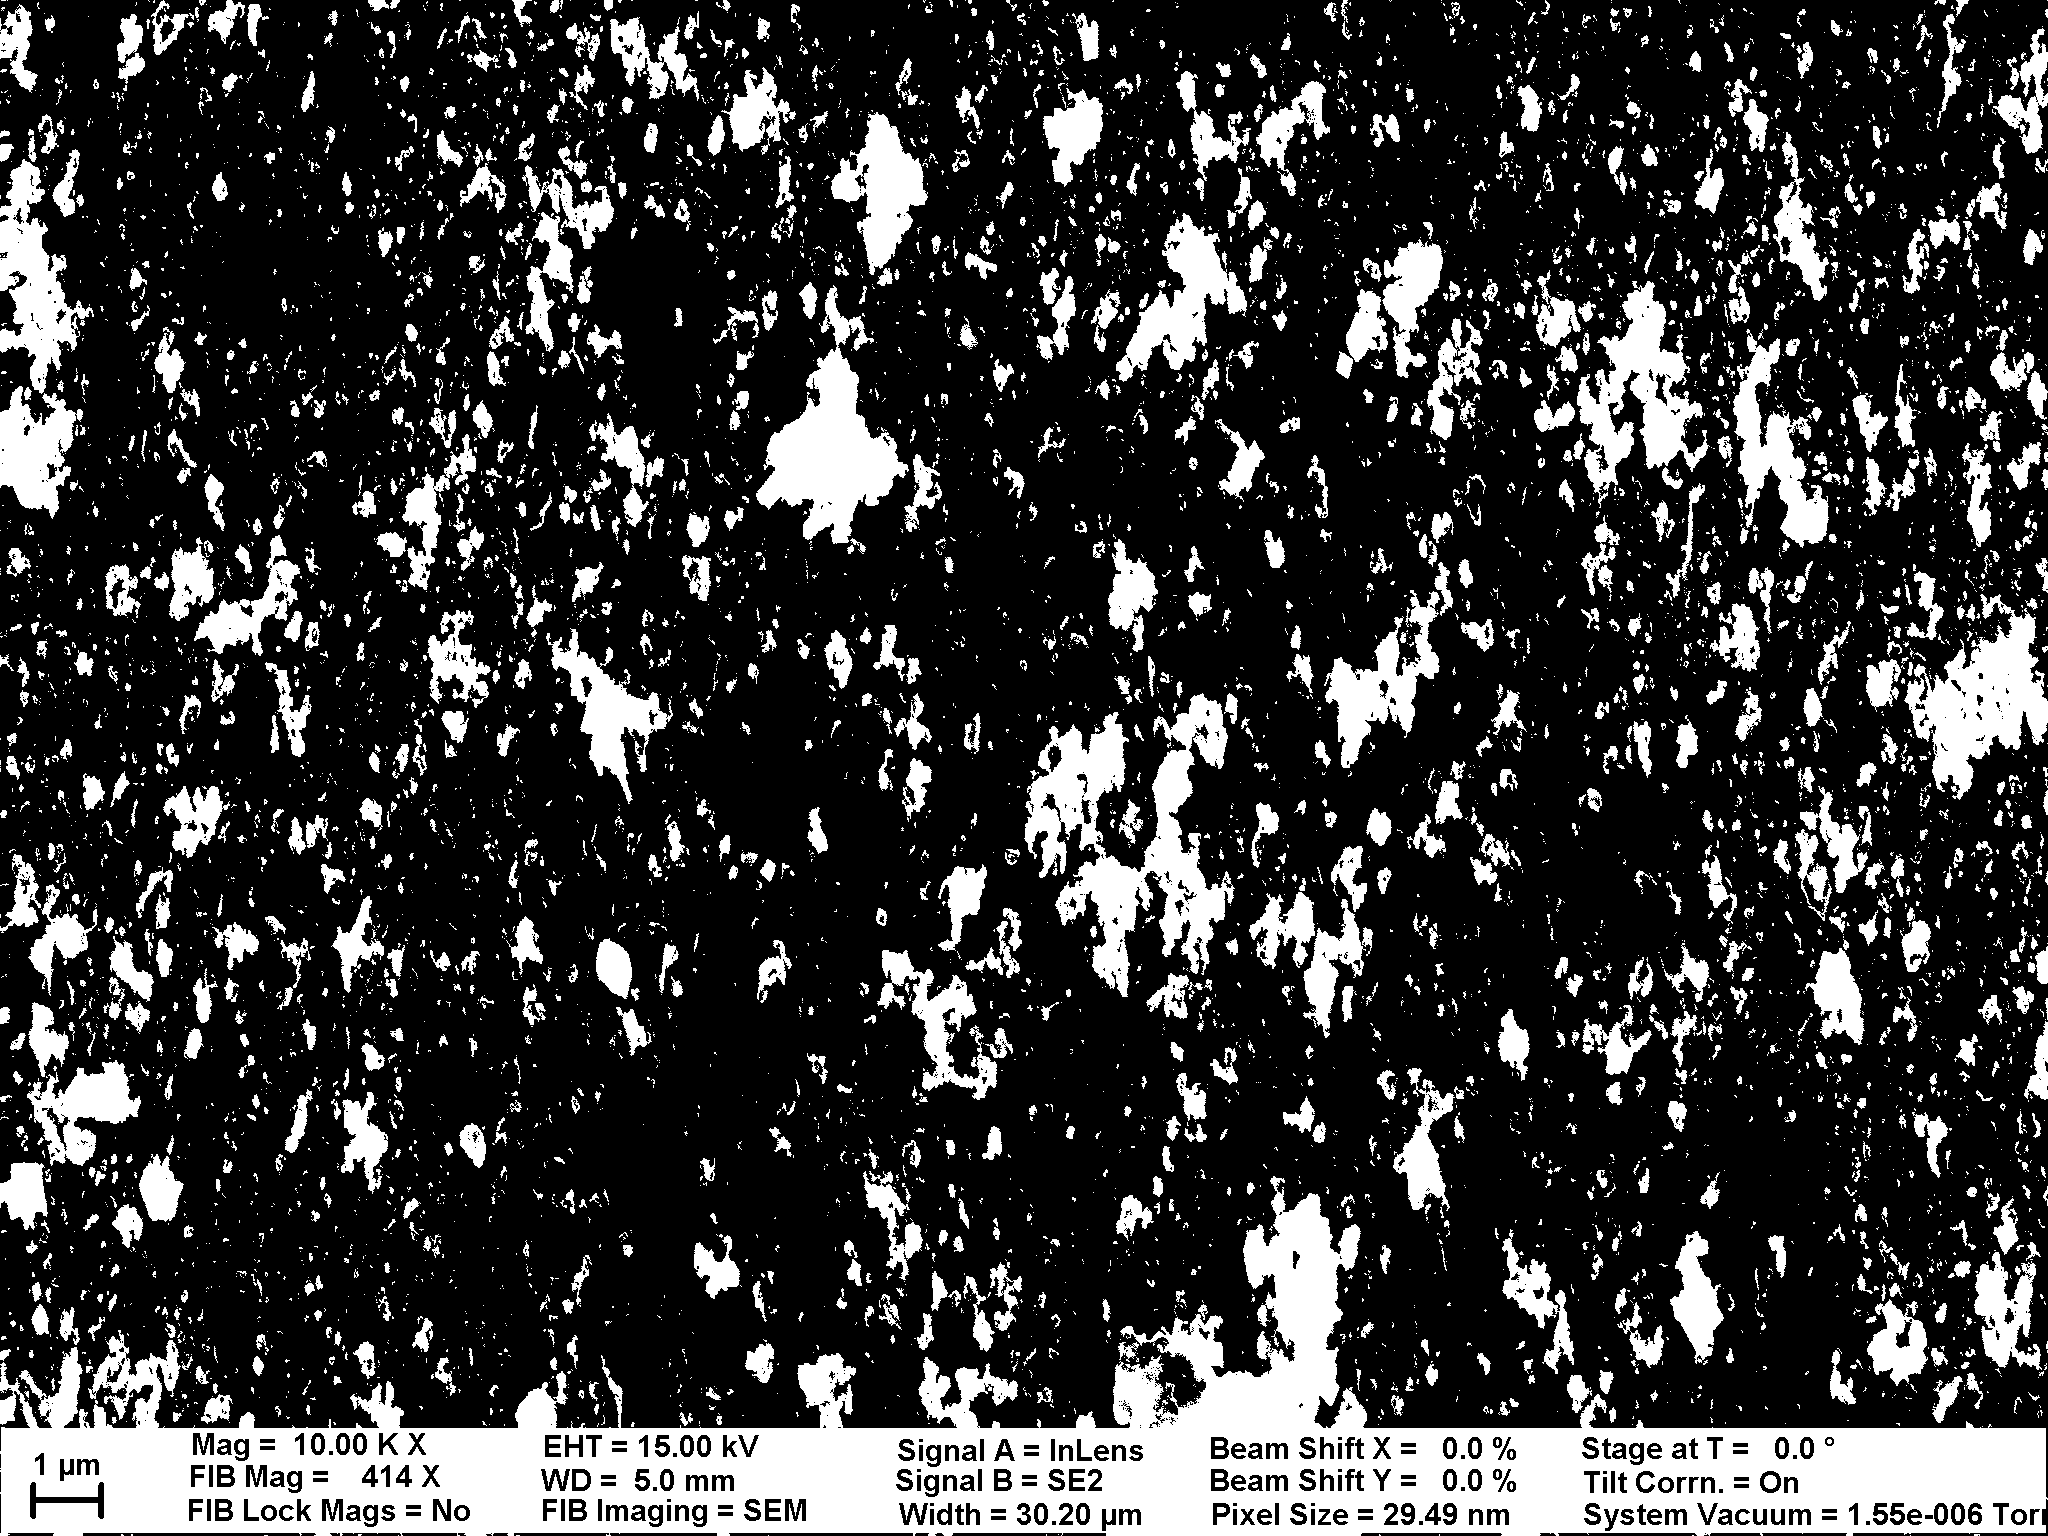 1 µm
Mag = 10.00 K X
FIB Mag = 414 X
FIB Lock Mags = No
EHT = 15.00 kV
WD = 5.0 mm
FIB Imaging = SEM
Signal A = InLens
Signal B = SE2
Width = 30.20 µm
Beam Shift X = 0.0 %
Beam Shift Y = 0.0 %
Pixel Size = 29.49 nm
Stage at T = 0.0 °
Tilt Corrn. = On
System Vacuum = 1.55e-006 Torr